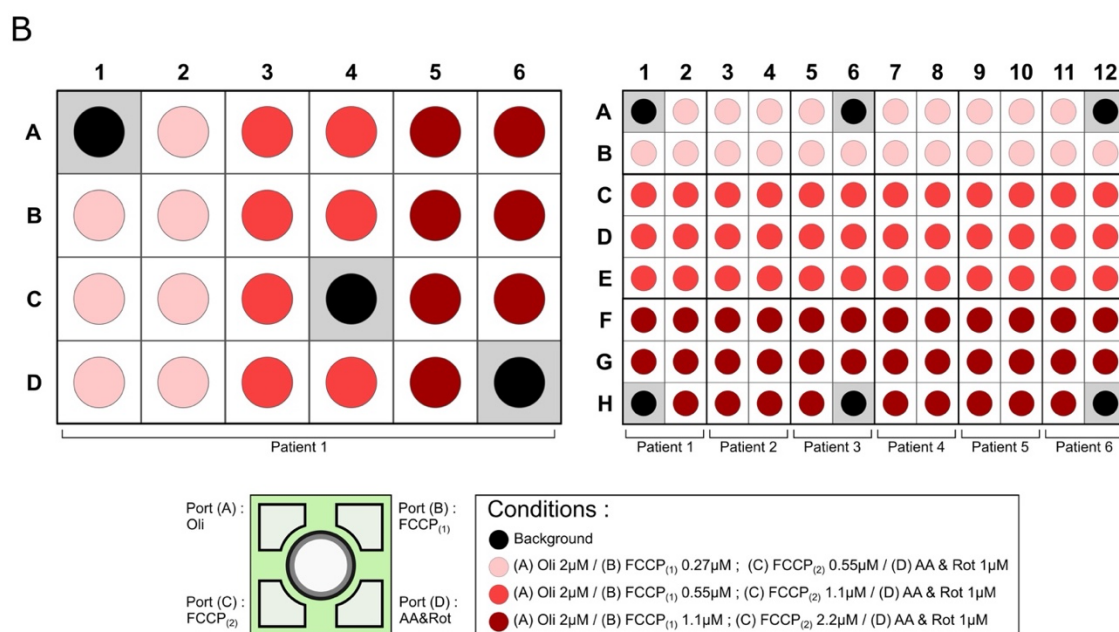 B
1 2 3 4 5 6
A
B
C
D
Patient 1
1 2 3 4 5 6 7 8 9 10 11 12
A
B
C
D
E
F
G
H
Patient 1 Patient 2 Patient 3 Patient 4 Patient 5 Patient 6
Port (A) :
Oli
Port (B) :
FCCP(1)
Port (C) :
FCCP(2)
Port (D) :
AA&Rot
Conditions :
Background
(A) Oli 2µM / (B) FCCP(1) 0.27µM ; (C) FCCP(2) 0.55µM / (D) AA & Rot 1µM
(A) Oli 2µM / (B) FCCP(1) 0.55µM ; (C) FCCP(2) 1.1µM / (D) AA & Rot 1µM
(A) Oli 2µM / (B) FCCP(1) 1.1µM ; (C) FCCP(2) 2.2µM / (D) AA & Rot 1µM